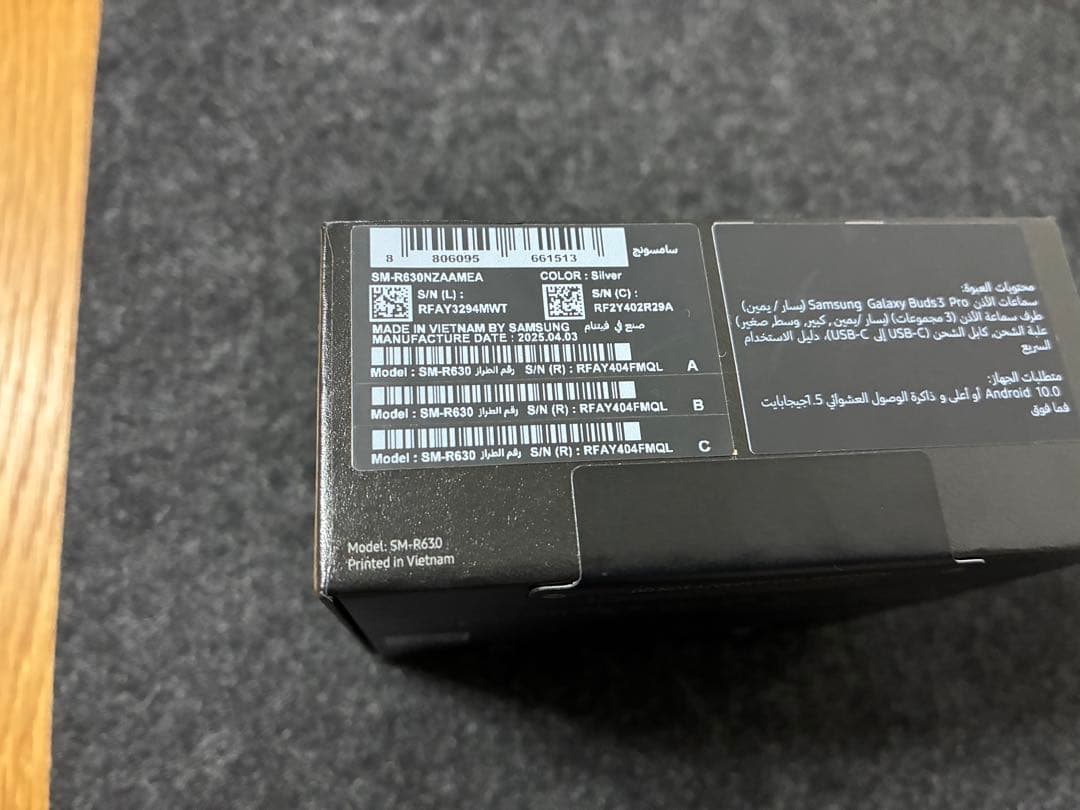 8 806095 661513
سامسونج
SM-R630NZAAMEA
COLOR : Silver
S/N (L) :
RFAY3294MWT
S/N (C) :
RF2Y402R29A
MADE IN VIETNAM BY SAMSUNG صنع في فيتنام
MANUFACTURE DATE : 2025.04.03
Model : SM-R630 رقم الطراز S/N (R) : RFAY404FMQL A
Model : SM-R630 رقم الطراز S/N (R) : RFAY404FMQL B
Model : SM-R630 رقم الطراز S/N (R) : RFAY404FMQL C
محتويات العبوة:
سماعات الأذن Samsung Galaxy Buds3 Pro (يسار / يمين)
طرف سماعة الأذن (3 مجموعات) (يسار /يمين, كبير, وسط, صغير)
علبة الشحن, كابل الشحن (USB-C إلى USB-C), دليل الاستخدام
السريع
متطلبات الجهاز:
Android 10.0 أو أعلى و ذاكرة الوصول العشوائي 1.5جيجابايت
فما فوق
Model: SM-R630
Printed in Vietnam